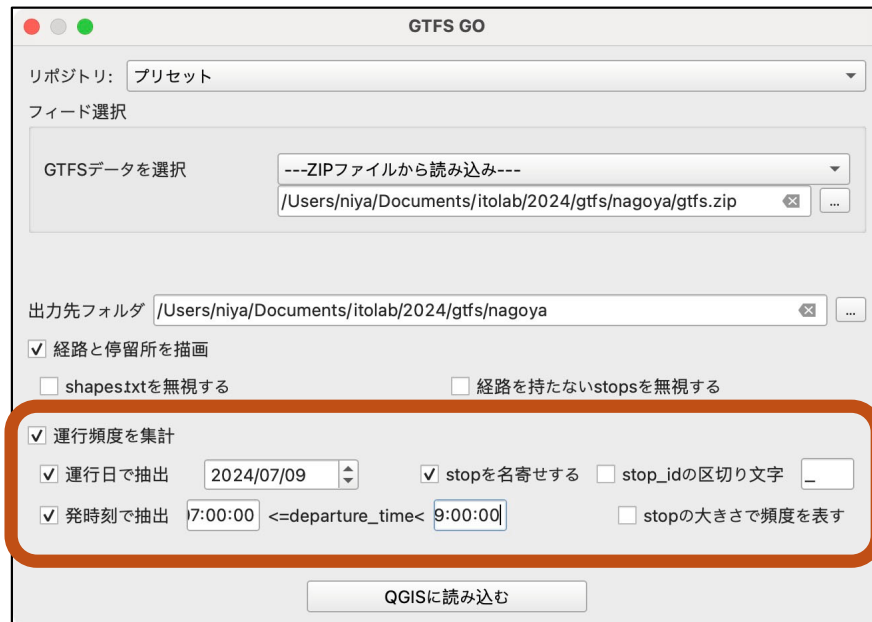 GTFS GO
リポジトリ: プリセット
フィード選択
GTFSデータを選択 ---ZIPファイルから読み込み---
/Users/niya/Documents/itolab/2024/gtfs/nagoya/gtfs.zip ...
出力先フォルダ /Users/niya/Documents/itolab/2024/gtfs/nagoya ...
経路と停留所を描画
shapes.txtを無視する 経路を持たないstopsを無視する
運行頻度を集計
運行日で抽出 2024/07/09 stopを名寄せする stop_idの区切り文字 _
発時刻で抽出 07:00:00 <=departure_time< 9:00:00 stopの大きさで頻度を表す
QGISに読み込む